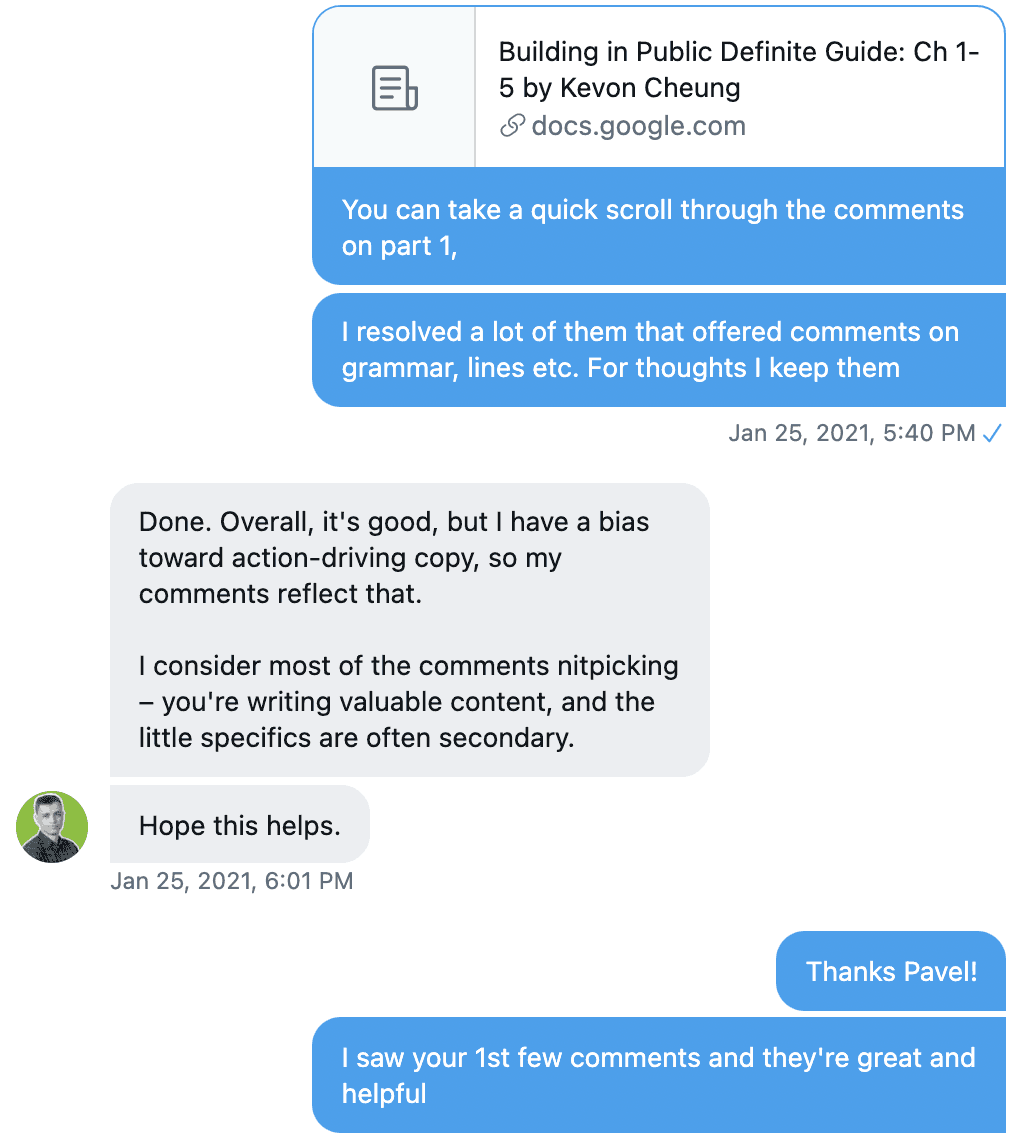 Building in Public Definite Guide: Ch 1-
5 by Kevon Cheung
docs.google.com
You can take a quick scroll through the comments
on part 1,
I resolved a lot of them that offered comments on
grammar, lines etc. For thoughts I keep them
Jan 25, 2021, 5:40 PM
Done. Overall, it's good, but I have a bias
toward action-driving copy, so my
comments reflect that.
I consider most of the comments nitpicking
– you're writing valuable content, and the
little specifics are often secondary.
Hope this helps.
Jan 25, 2021, 6:01 PM
Thanks Pavel!
I saw your 1st few comments and they're great and
helpful